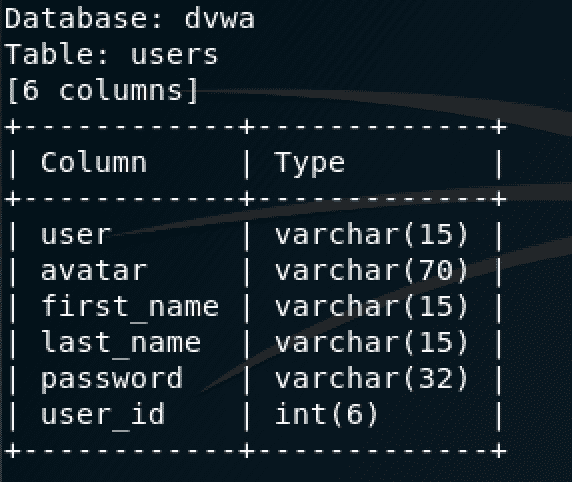 Database: dvwa
Table: users
[6 columns]
+------------+-------------+
| Column     | Type        |
+------------+-------------+
| user       | varchar(15) |
| avatar     | varchar(70) |
| first_name | varchar(15) |
| last_name  | varchar(15) |
| password   | varchar(32) |
| user_id    | int(6)      |
+------------+-------------+